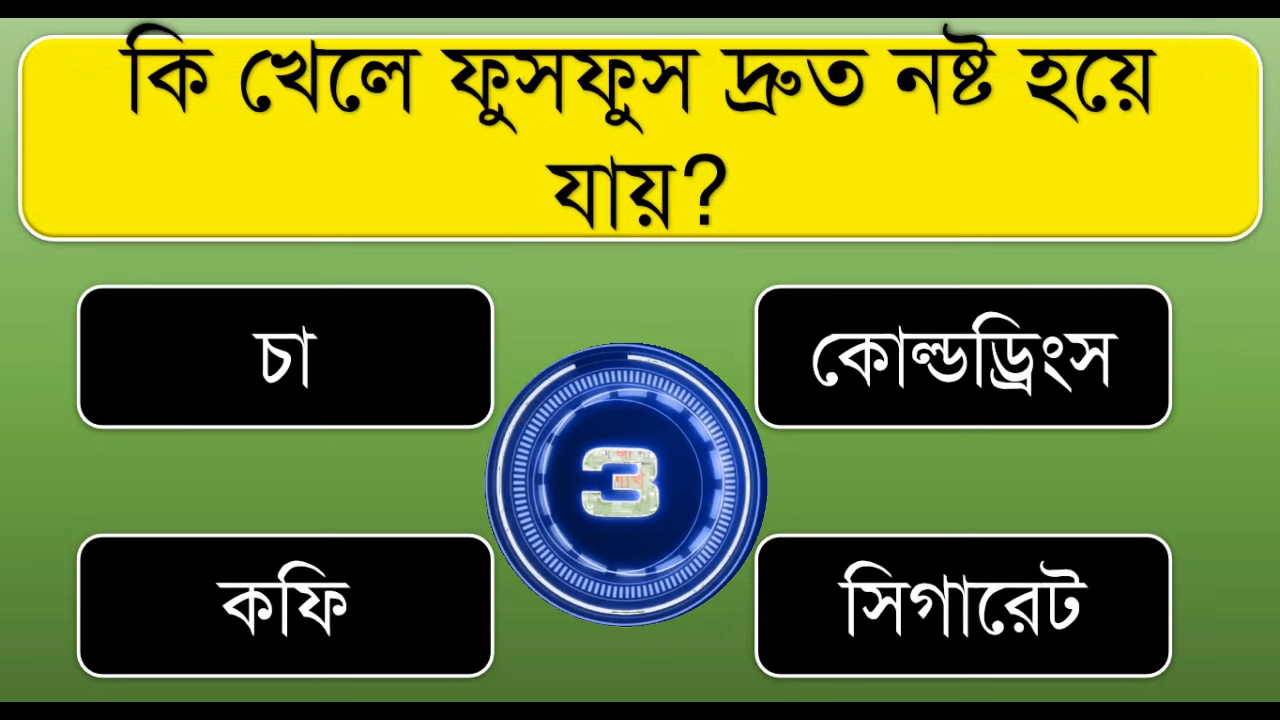 কি খেলে ফুসফুস দ্রুত নষ্ট হয়ে
যায়?
চা
কোল্ডড্রিংস
3
কফি
সিগারেট